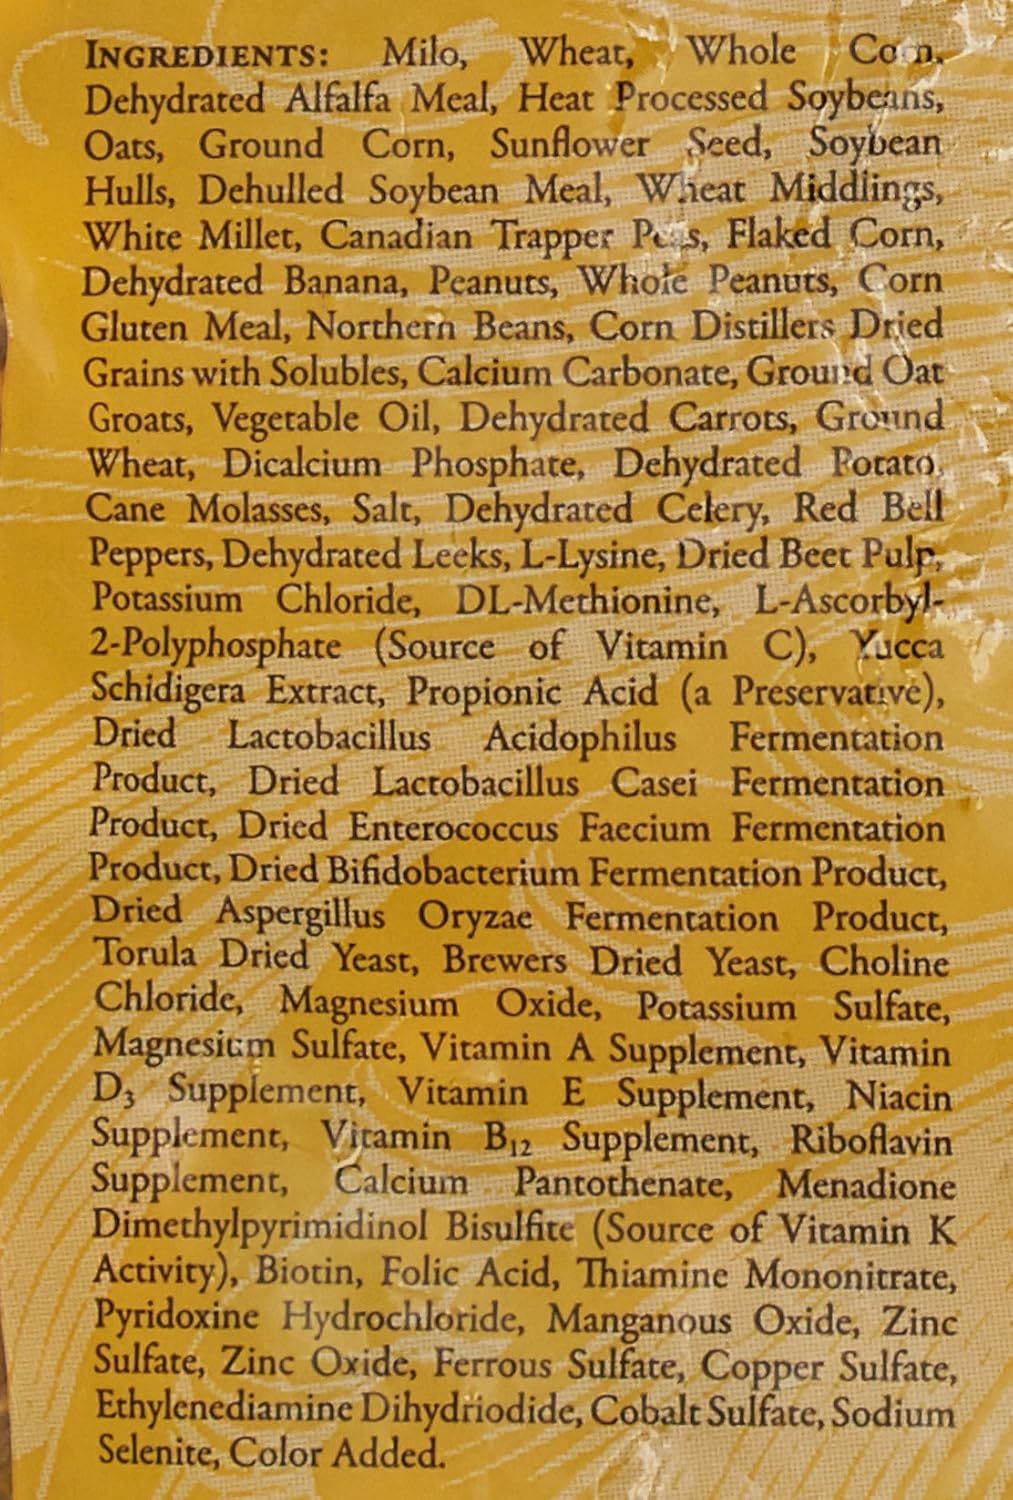 INGREDIENTS: Milo, Wheat, Whole Corn,
Dehydrated Alfalfa Meal, Heat Processed Soybeans,
Oats, Ground Corn, Sunflower Seed, Soybean
Hulls, Dehulled Soybean Meal, Wheat Middlings,
White Millet, Canadian Trapper Peas, Flaked Corn,
Dehydrated Banana, Peanuts, Whole Peanuts, Corn
Gluten Meal, Northern Beans, Corn Distillers Dried
Grains with Solubles, Calcium Carbonate, Ground Oat
Groats, Vegetable Oil, Dehydrated Carrots, Ground
Wheat, Dicalcium Phosphate, Dehydrated Potato,
Cane Molasses, Salt, Dehydrated Celery, Red Bell
Peppers, Dehydrated Leeks, L-Lysine, Dried Beet Pulp,
Potassium Chloride, DL-Methionine, L-Ascorbyl-
2-Polyphosphate (Source of Vitamin C), Yucca
Schidigera Extract, Propionic Acid (a Preservative),
Dried Lactobacillus Acidophilus Fermentation
Product, Dried Lactobacillus Casei Fermentation
Product, Dried Enterococcus Faecium Fermentation
Product, Dried Bifidobacterium Fermentation Product,
Dried Aspergillus Oryzae Fermentation Product,
Torula Dried Yeast, Brewers Dried Yeast, Choline
Chloride, Magnesium Oxide, Potassium Sulfate,
Magnesium Sulfate, Vitamin A Supplement, Vitamin
D₃ Supplement, Vitamin E Supplement, Niacin
Supplement, Vitamin B₁₂ Supplement, Riboflavin
Supplement, Calcium Pantothenate, Menadione
Dimethylpyrimidinol Bisulfite (Source of Vitamin K
Activity), Biotin, Folic Acid, Thiamine Mononitrate,
Pyridoxine Hydrochloride, Manganous Oxide, Zinc
Sulfate, Zinc Oxide, Ferrous Sulfate, Copper Sulfate,
Ethylenediamine Dihydriodide, Cobalt Sulfate, Sodium
Selenite, Color Added.